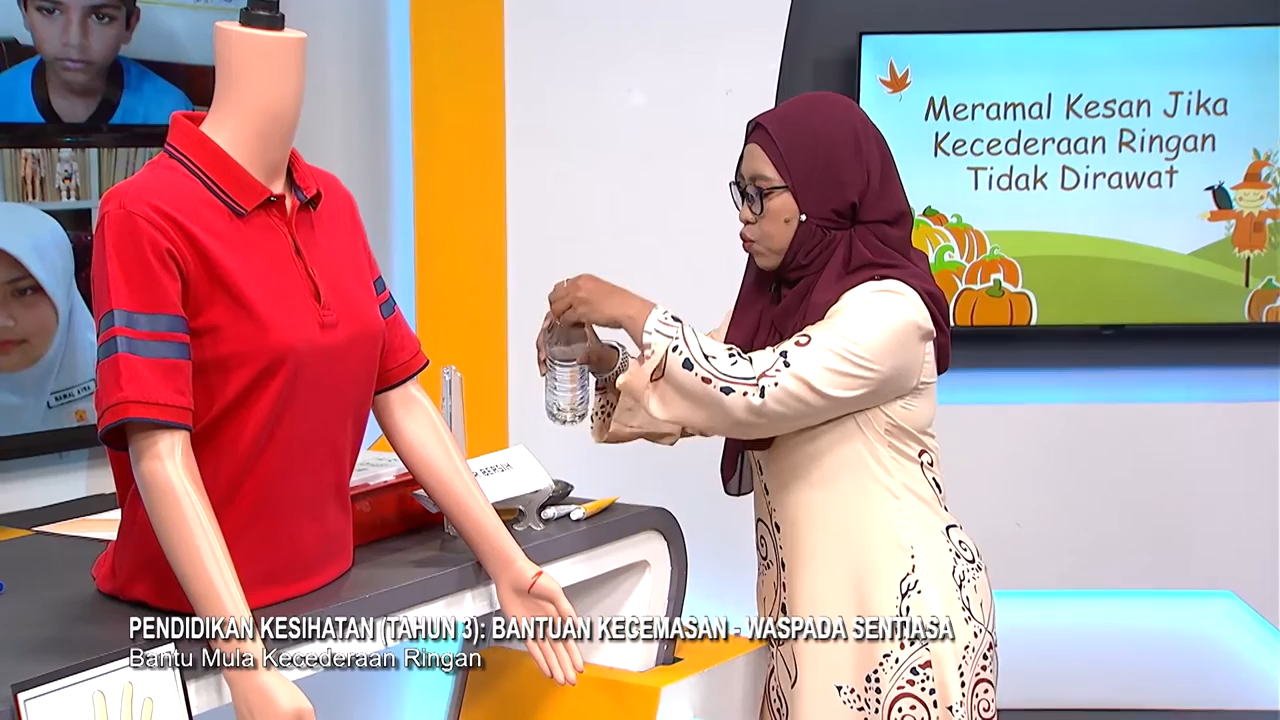 Meramal Kesan Jika
Kecederaan Ringan
Tidak Dirawat
BERSIH
PENDIDIKAN KESIHATAN (TAHUN 3): BANTUAN KECEMASAN - WASPADA SENTIASA
Bantu Mula Kecederaan Ringan